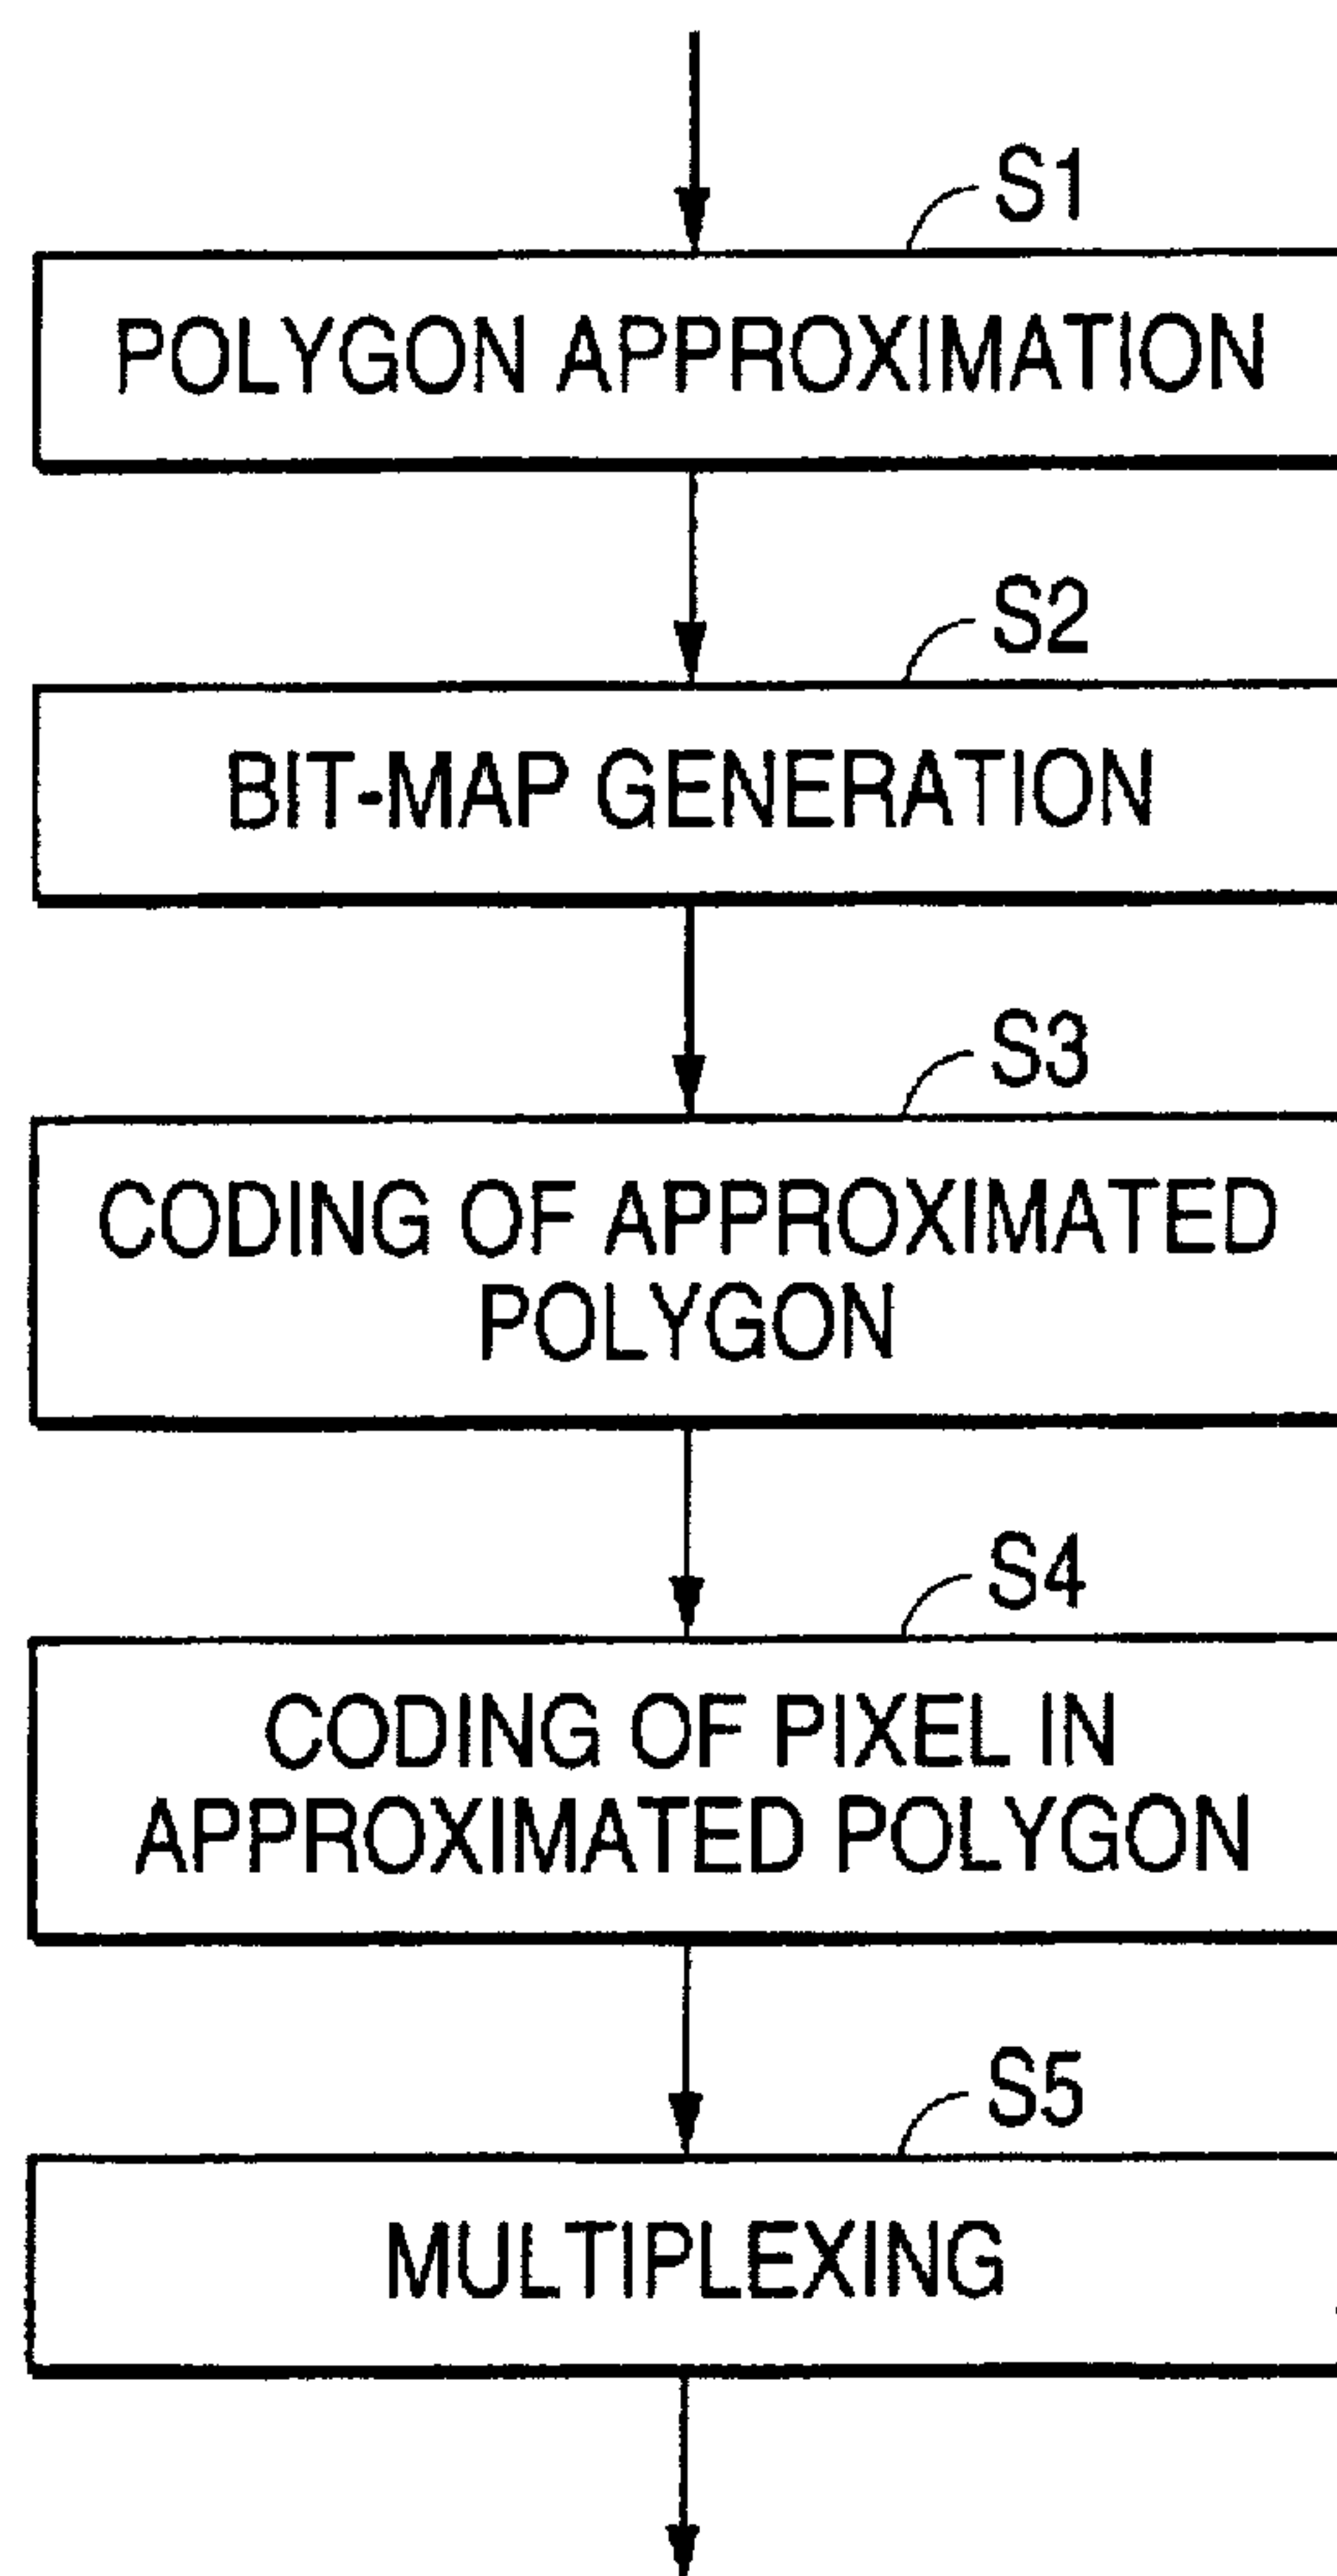 S1
POLYGON APPROXIMATION
S2
BIT-MAP GENERATION
S3
CODING OF APPROXIMATED
POLYGON
S4
CODING OF PIXEL IN
APPROXIMATED POLYGON
S5
MULTIPLEXING